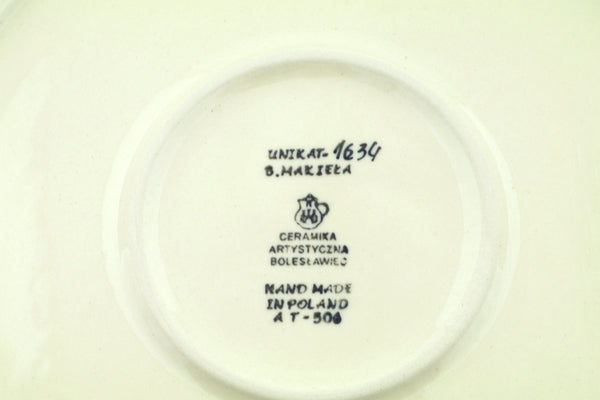 UNIKAT-1634
B.MAKIEŁA
CERAMIKA
ARTYSTYCZNA
BOLESŁAWIEC
HAND MADE
IN POLAND
A T-506